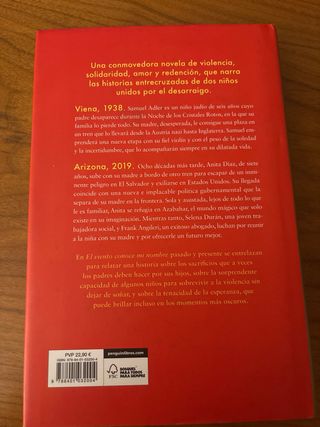 Una conmovedora novela de violencia,
solidaridad, amor y redención, que narra
las historias entrecruzadas de dos niños
unidos por el desarraigo.
Viena, 1938. Samuel Adler es un niño judío de seis años cuyo
padre desaparece durante la Noche de los Cristales Rotos, en la que su
familia lo pierde todo. Su madre, desesperada, le consigue una plaza en
un tren que lo llevará desde la Austria nazi hasta Inglaterra. Samuel em-
prenderá una nueva etapa con su fiel violín y con el peso de la soledad
y la incertidumbre, que lo acompañarán siempre en su dilatada vida.
Arizona, 2019. Ocho décadas más tarde, Anita Díaz, de siete
años, sube con su madre a bordo de otro tren para escapar de un inmi-
nente peligro en El Salvador y exiliarse en Estados Unidos. Su llegada
coincide con una nueva e implacable política gubernamental que la
separa de su madre en la frontera. Sola y asustada, lejos de todo lo que
le es familiar, Anita se refugia en Azabahar, el mundo mágico que solo
existe en su imaginación. Mientras tanto, Selena Durán, una joven tra-
bajadora social, y Frank Angileri, un exitoso abogado, luchan por reunir
a la niña con su madre y por ofrecerle un futuro mejor.
En El viento conoce mi nombre pasado y presente se entrelazan
para relatar una historia sobre los sacrificios que a veces
los padres deben hacer por sus hijos, sobre la sorprendente
capacidad de algunos niños para sobrevivir a la violencia sin
dejar de soñar, y sobre la tenacidad de la esperanza, que
puede brillar incluso en los momentos más oscuros.
PVP 22,90 €
penguinlibros.com
FSC
BOSQUES
PARA TODOS
PARA SIEMPRE